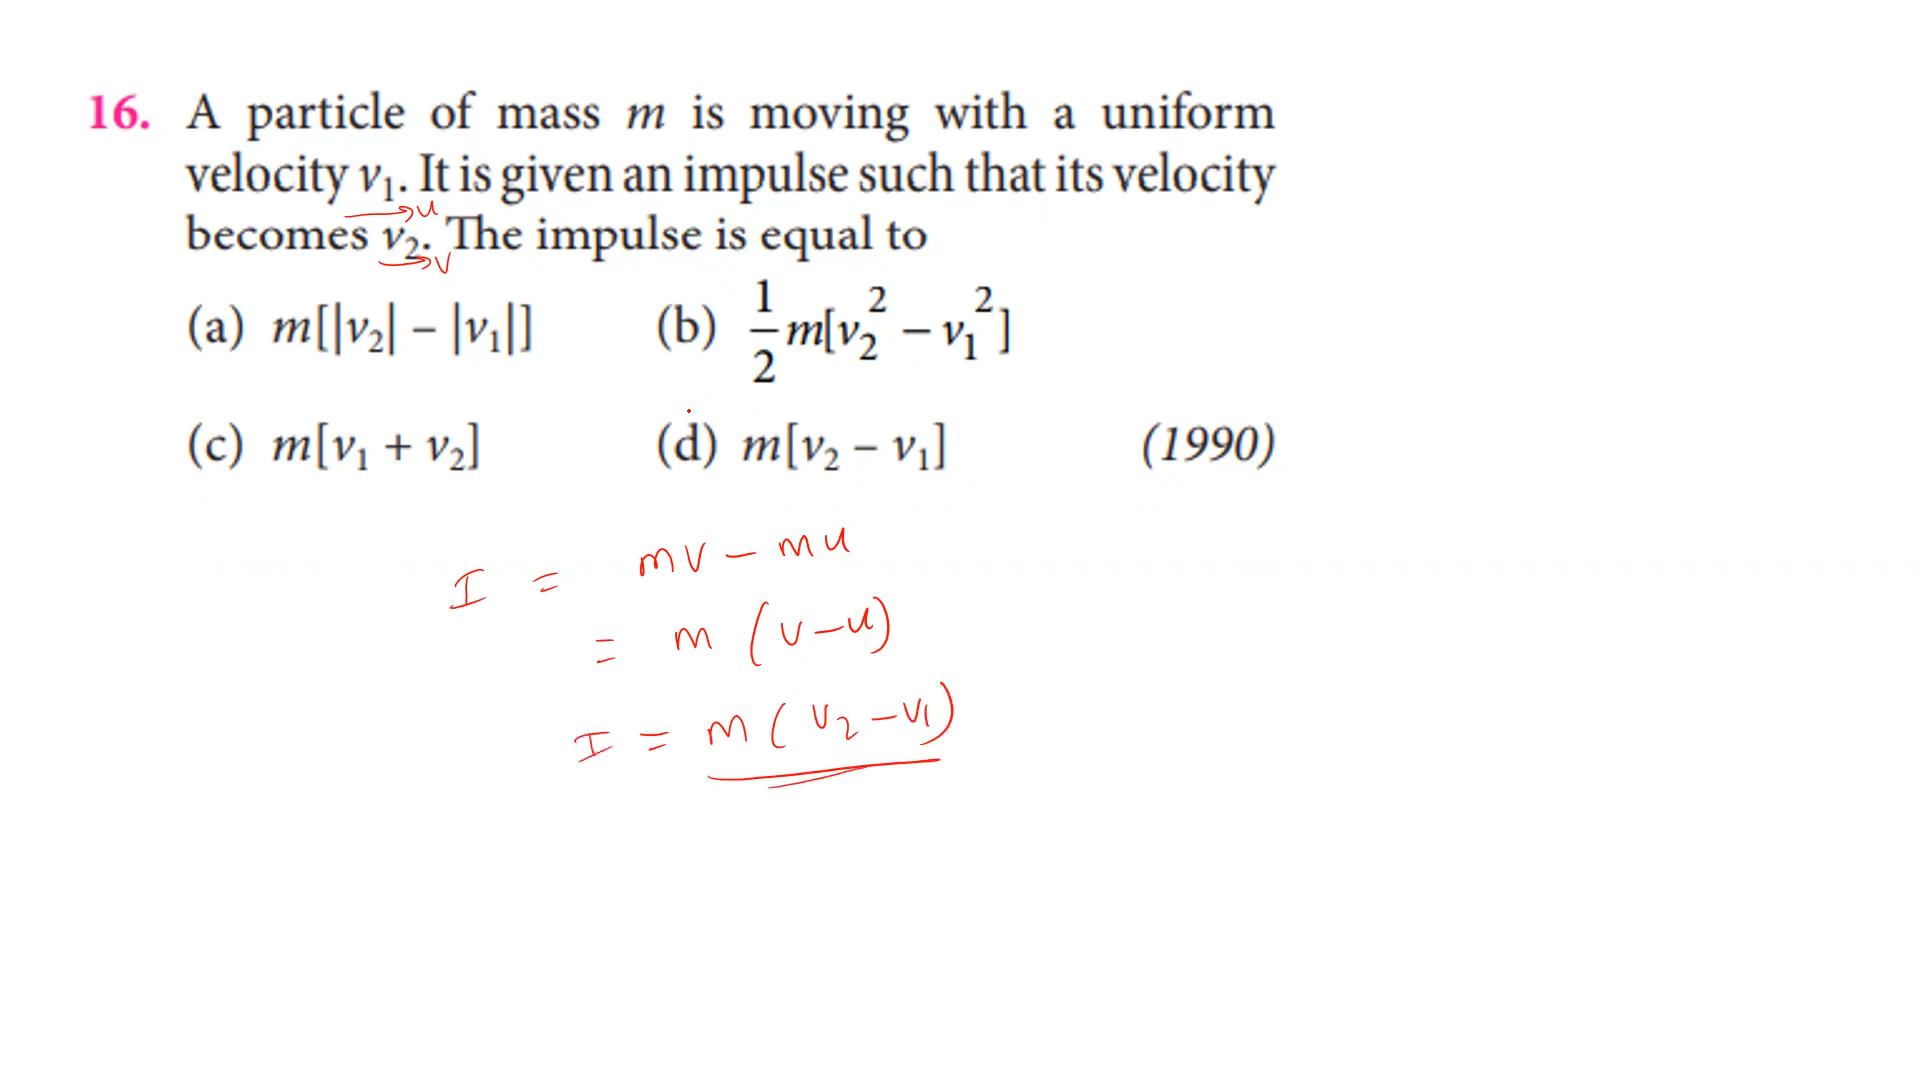 16. A particle of mass m is moving with a uniform
velocity v₁. It is given an impulse such that its velocity
→u
becomes v₂. The impulse is equal to
→v
(a) m[|v₂| – |v₁|] (b) 1/2 m[v₂² – v₁²]
(c) m[v₁ + v₂] (d) m[v₂ – v₁] (1990)
I = mv – mu
= m (v–u)
I = m (v₂ – v₁)